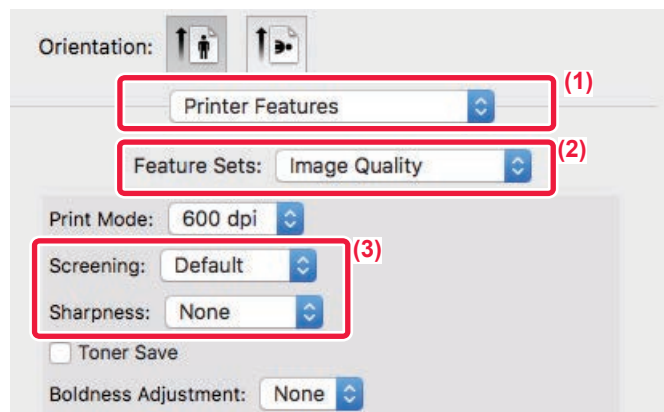 Orientation:
(1)
Printer Features
(2)
Feature Sets: Image Quality
Print Mode: 600 dpi
(3)
Screening: Default
Sharpness: None
Toner Save
Boldness Adjustment: None